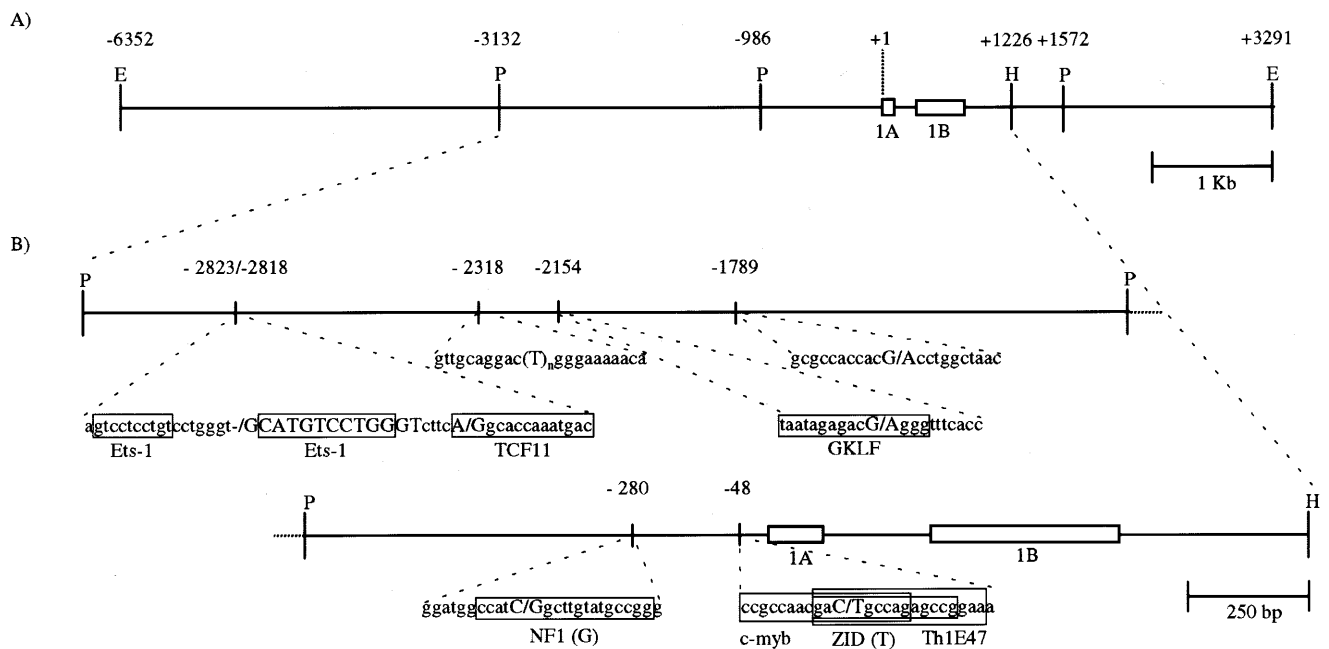 A)
-6352 -3132 -986 +1 +1226 +1572 +3291
E P P H P E
1A 1B
1 Kb
B)
- 2823/-2818 - 2318 -2154 -1789
P P
gttgcaggac(T)ngggaaaaaca gcgccaccacG/Acctggctaac
agtcctcctgtcctgggt-/GCATGTCCTGGGTcttcA/Ggcaccaaatgac taatagagacG/Agggtttcacc
Ets-1 Ets-1 TCF11 GKLF
- 280 -48
P H
1A 1B
ggatggccatC/Ggcttgtatgccggg ccgccaacgaC/Tgccagagccggaaa
250 bp
NF1 (G) c-myb ZID (T) Th1E47